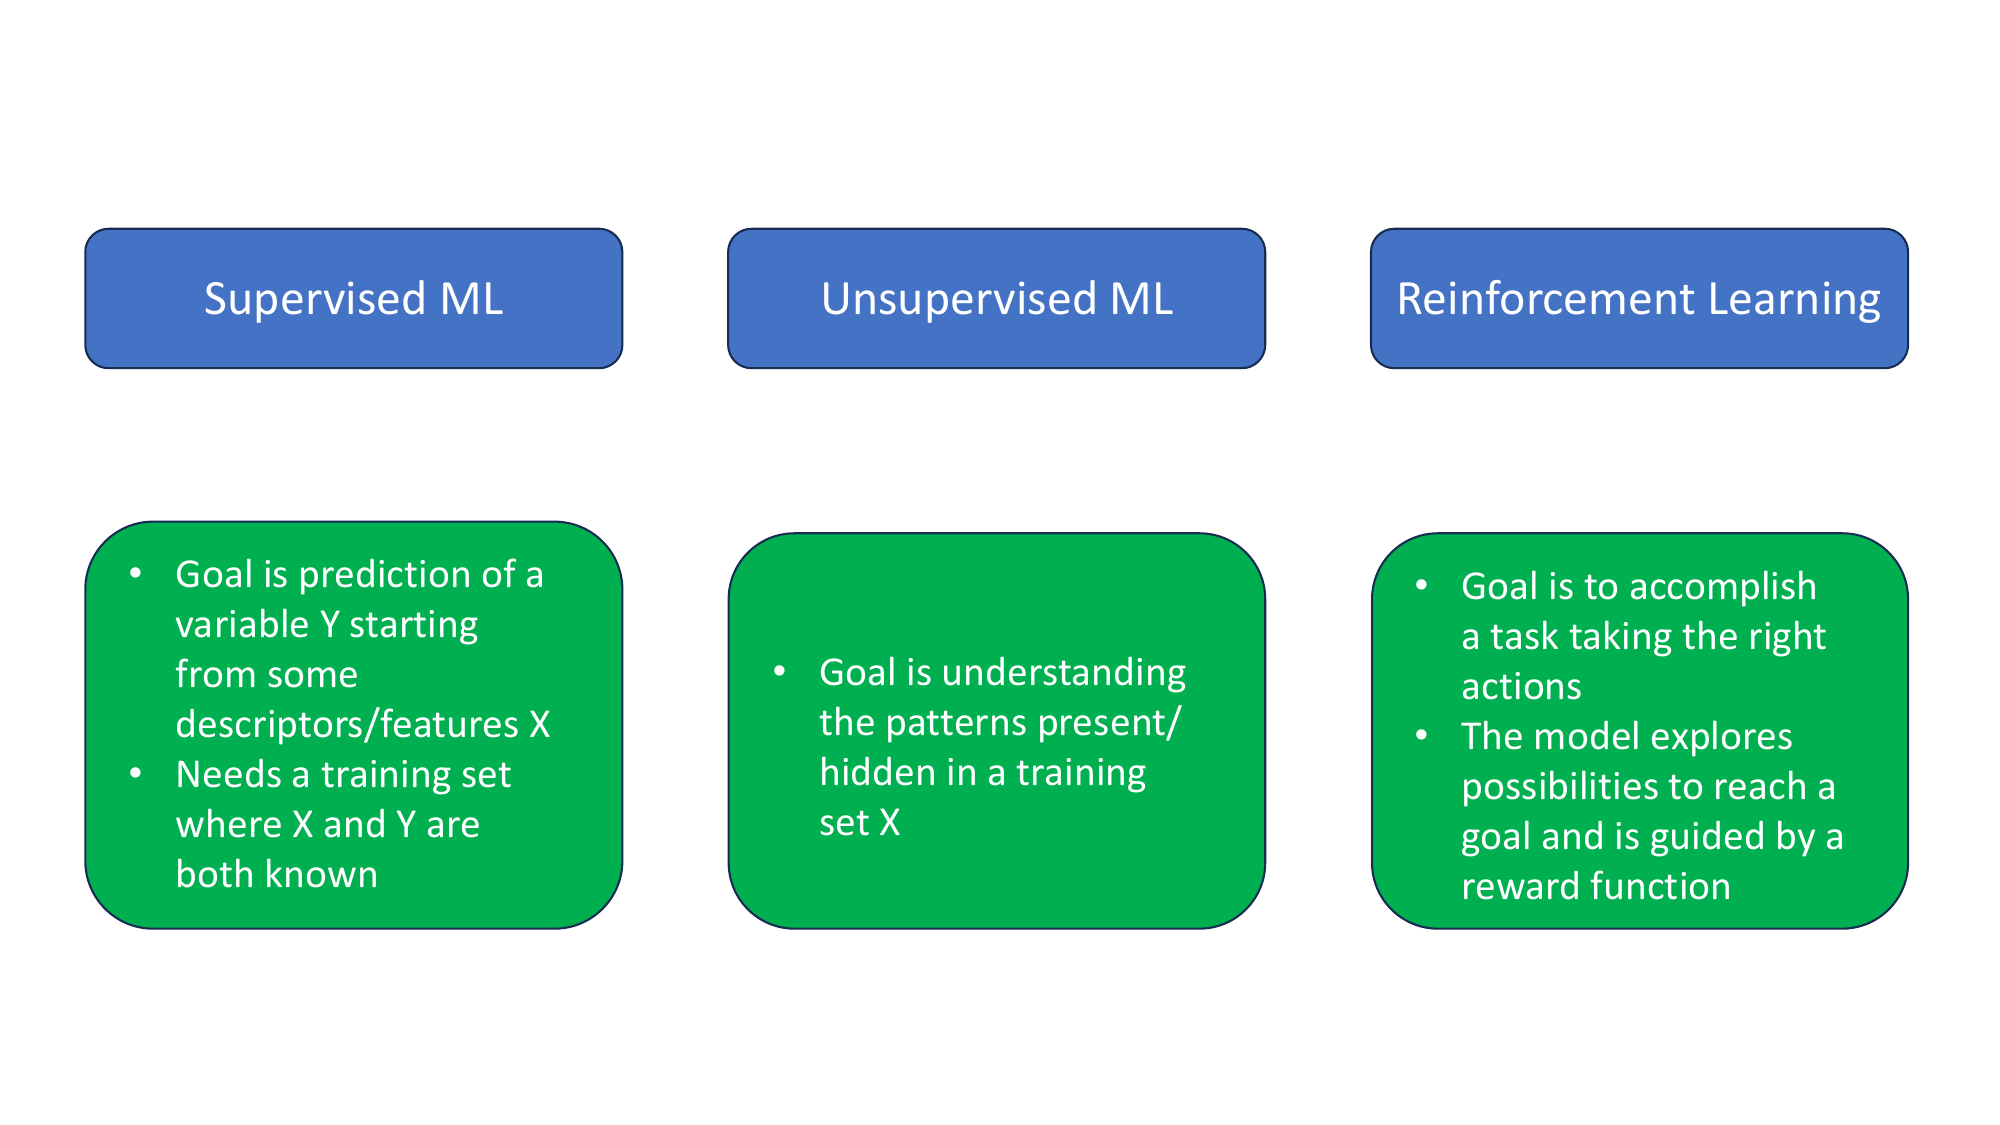 Supervised ML
Unsupervised ML
Reinforcement Learning
• Goal is prediction of a
variable Y starting
from some
descriptors/features X
• Needs a training set
where X and Y are
both known
• Goal is understanding
the patterns present/
hidden in a training
set X
• Goal is to accomplish
a task taking the right
actions
• The model explores
possibilities to reach a
goal and is guided by a
reward function